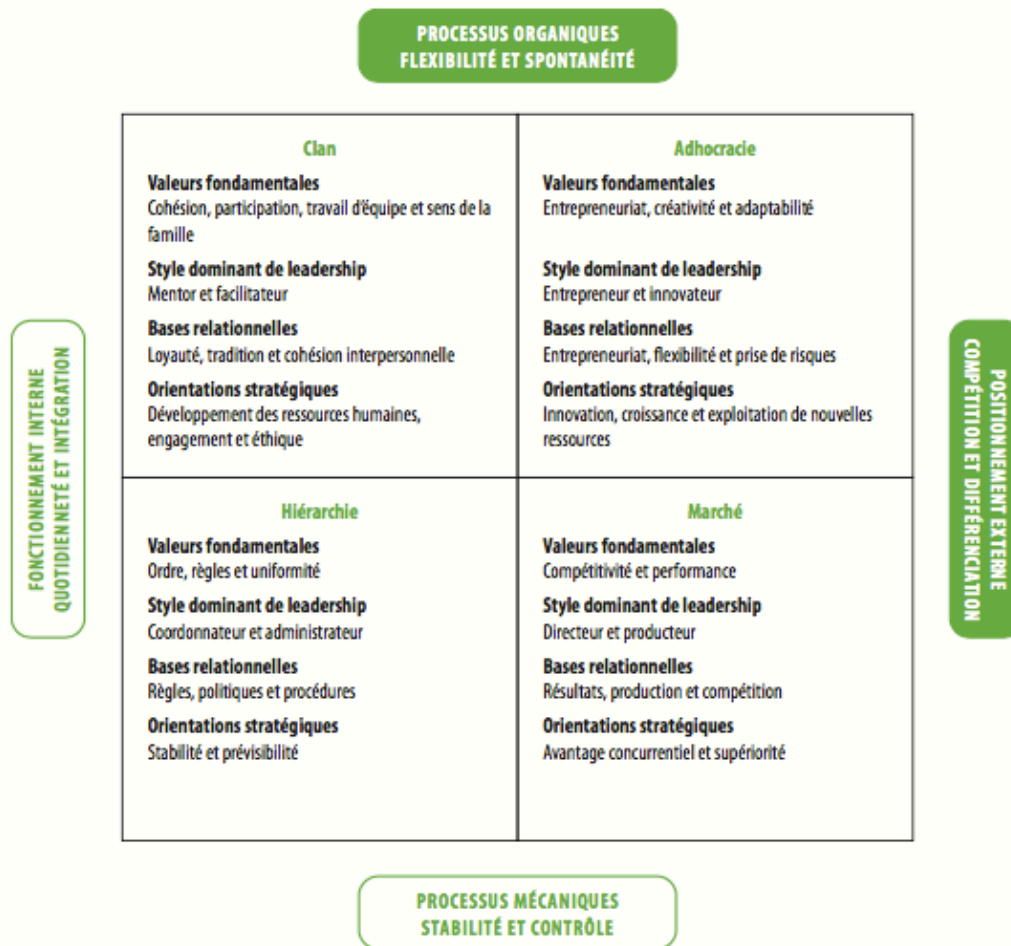 PROCESSUS ORGANIQUES
FLEXIBILITÉ ET SPONTANÉITÉ
FONCTIONNEMENT INTERNE
QUOTIDIENNETÉ ET INTÉGRATION
Clan
Valeurs fondamentales
Cohésion, participation, travail d'équipe et sens de la
famille
Style dominant de leadership
Mentor et facilitateur
Bases relationnelles
Loyauté, tradition et cohésion interpersonnelle
Orientations stratégiques
Développement des ressources humaines,
engagement et éthique
Adhocracie
Valeurs fondamentales
Entrepreneuriat, créativité et adaptabilité
Style dominant de leadership
Entrepreneur et innovateur
Bases relationnelles
Entrepreneuriat, flexibilité et prise de risques
Orientations stratégiques
Innovation, croissance et exploitation de nouvelles
ressources
Hiérarchie
Valeurs fondamentales
Ordre, règles et uniformité
Style dominant de leadership
Coordonnateur et administrateur
Bases relationnelles
Règles, politiques et procédures
Orientations stratégiques
Stabilité et prévisibilité
Marché
Valeurs fondamentales
Compétitivité et performance
Style dominant de leadership
Directeur et producteur
Bases relationnelles
Résultats, production et compétition
Orientations stratégiques
Avantage concurrentiel et supériorité
POSITIONNEMENT EXTERNE
COMPÉTITION ET DIFFÉRENCIATION
PROCESSUS MÉCANIQUES
STABILITÉ ET CONTRÔLE